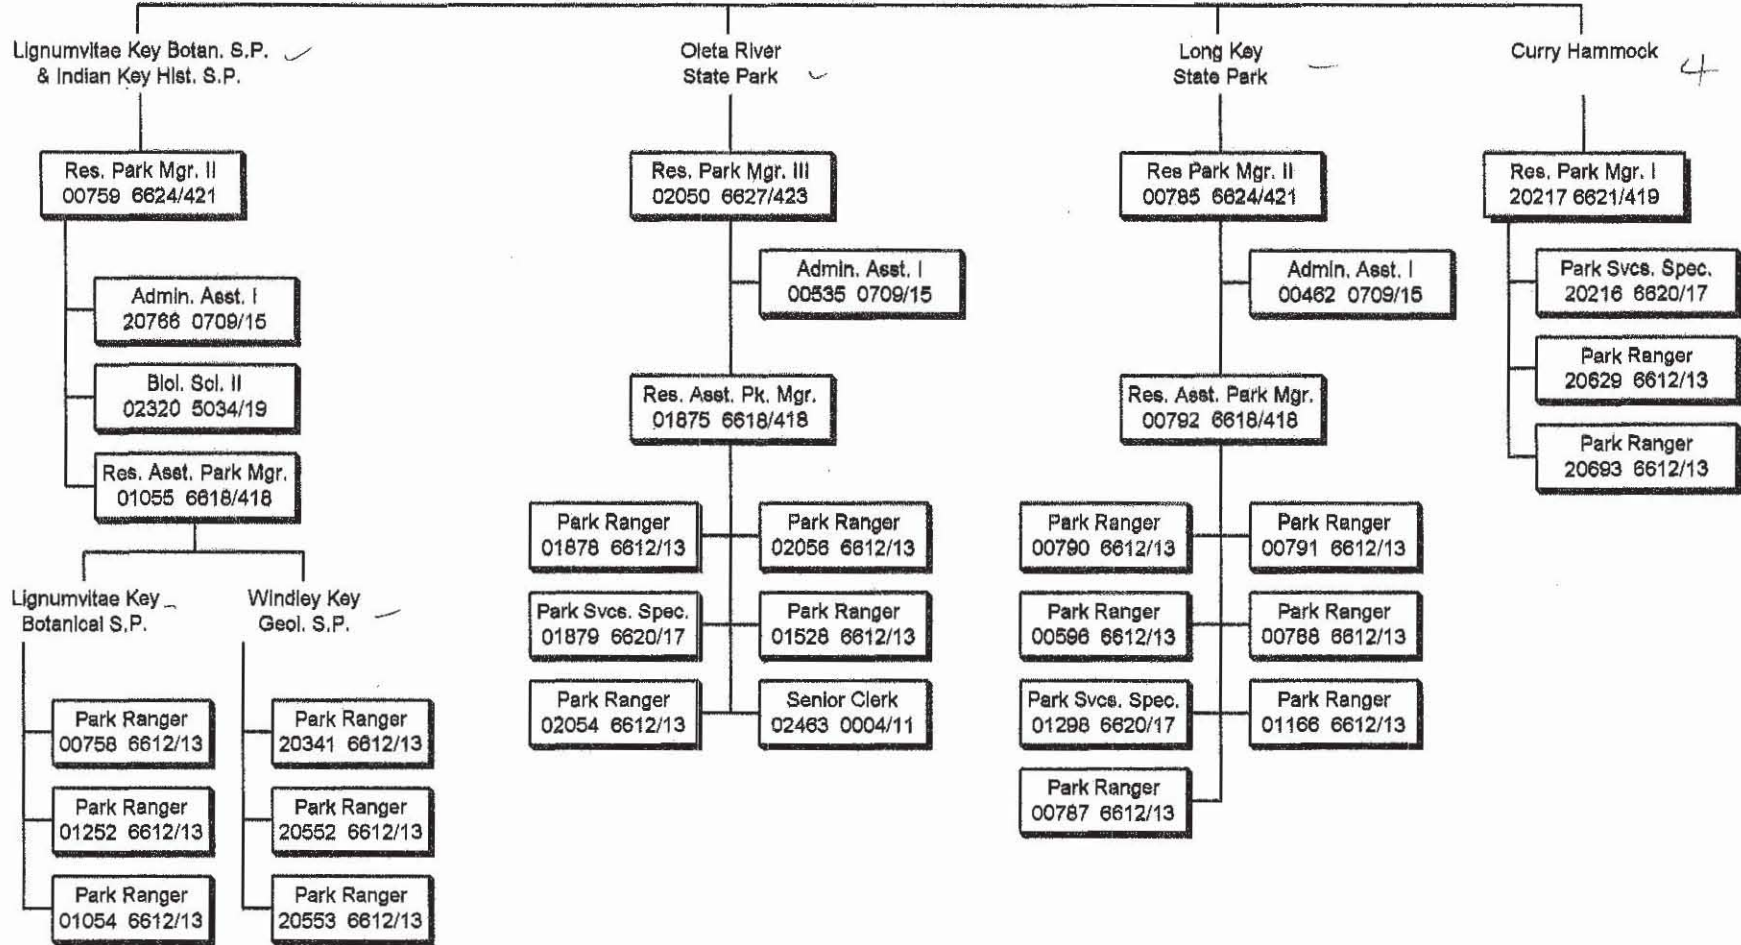 Lignumvitae Key Botan. S.P.
& Indian Key Hist. S.P.
Res. Park Mgr. II
00759 6624/421
Admin. Asst. I
20766 0709/15
Biol. Sci. II
02320 5034/19
Res. Asst. Park Mgr.
01055 6618/418
Lignumvitae Key
Botanical S.P.
Park Ranger
00758 6612/13
Park Ranger
01252 6612/13
Park Ranger
01054 6612/13
Windley Key
Geol. S.P.
Park Ranger
20341 6612/13
Park Ranger
20552 6612/13
Park Ranger
20553 6612/13
Oleta River
State Park
Res. Park Mgr. III
02050 6627/423
Admin. Asst. I
00535 0709/15
Res. Asst. Pk. Mgr.
01875 6618/418
Park Ranger
01878 6612/13
Park Ranger
02056 6612/13
Park Svcs. Spec.
01879 6620/17
Park Ranger
01528 6612/13
Park Ranger
02054 6612/13
Senior Clerk
02463 0004/11
Long Key
State Park
Res Park Mgr. II
00785 6624/421
Admin. Asst. I
00462 0709/15
Res. Asst. Park Mgr.
00792 6618/418
Park Ranger
00790 6612/13
Park Ranger
00791 6612/13
Park Ranger
00596 6612/13
Park Ranger
00788 6612/13
Park Svcs. Spec.
01298 6620/17
Park Ranger
01166 6612/13
Park Ranger
00787 6612/13
Curry Hammock
4
Res. Park Mgr. I
20217 6621/419
Park Svcs. Spec.
20216 6620/17
Park Ranger
20629 6612/13
Park Ranger
20693 6612/13